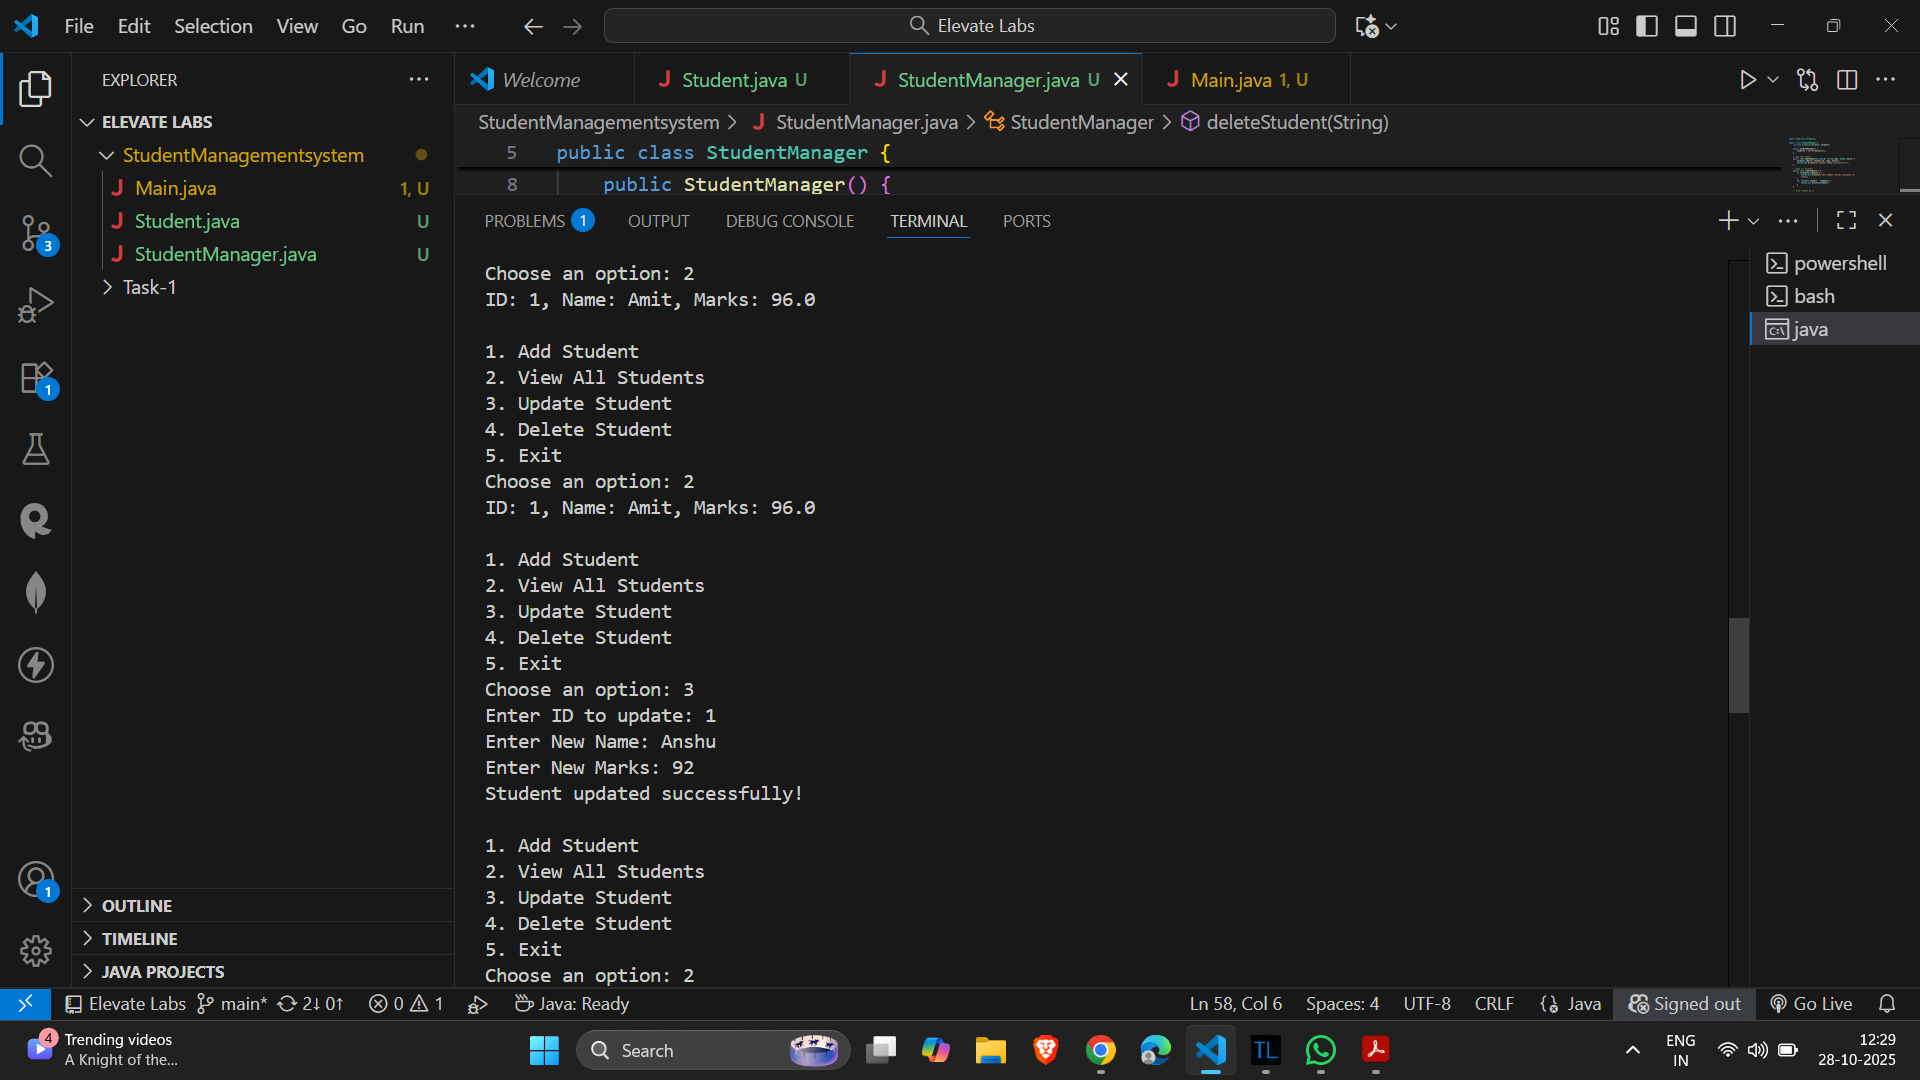 File Edit Selection View Go Run ···
Elevate Labs
EXPLORER ···
ELEVATE LABS
StudentManagementsystem
J Main.java 1, U
J Student.java U
J StudentManager.java U
Task-1
OUTLINE
TIMELINE
JAVA PROJECTS
3
1
1
Welcome
J Student.java U
J StudentManager.java U
J Main.java 1, U
StudentManagementsystem > J StudentManager.java > StudentManager > deleteStudent(String)
5 public class StudentManager {
8 public StudentManager() {
PROBLEMS 1 OUTPUT DEBUG CONSOLE TERMINAL PORTS
powershell
bash
java
Choose an option: 2
ID: 1, Name: Amit, Marks: 96.0
1. Add Student
2. View All Students
3. Update Student
4. Delete Student
5. Exit
Choose an option: 2
ID: 1, Name: Amit, Marks: 96.0
1. Add Student
2. View All Students
3. Update Student
4. Delete Student
5. Exit
Choose an option: 3
Enter ID to update: 1
Enter New Name: Anshu
Enter New Marks: 92
Student updated successfully!
1. Add Student
2. View All Students
3. Update Student
4. Delete Student
5. Exit
Choose an option: 2
Elevate Labs main* 2↓ 0↑ 0 1 Java: Ready Ln 58, Col 6 Spaces: 4 UTF-8 CRLF {} Java Signed out Go Live
4 Trending videos
A Knight of the...
Search
TL
ENG
IN
12:29
28-10-2025